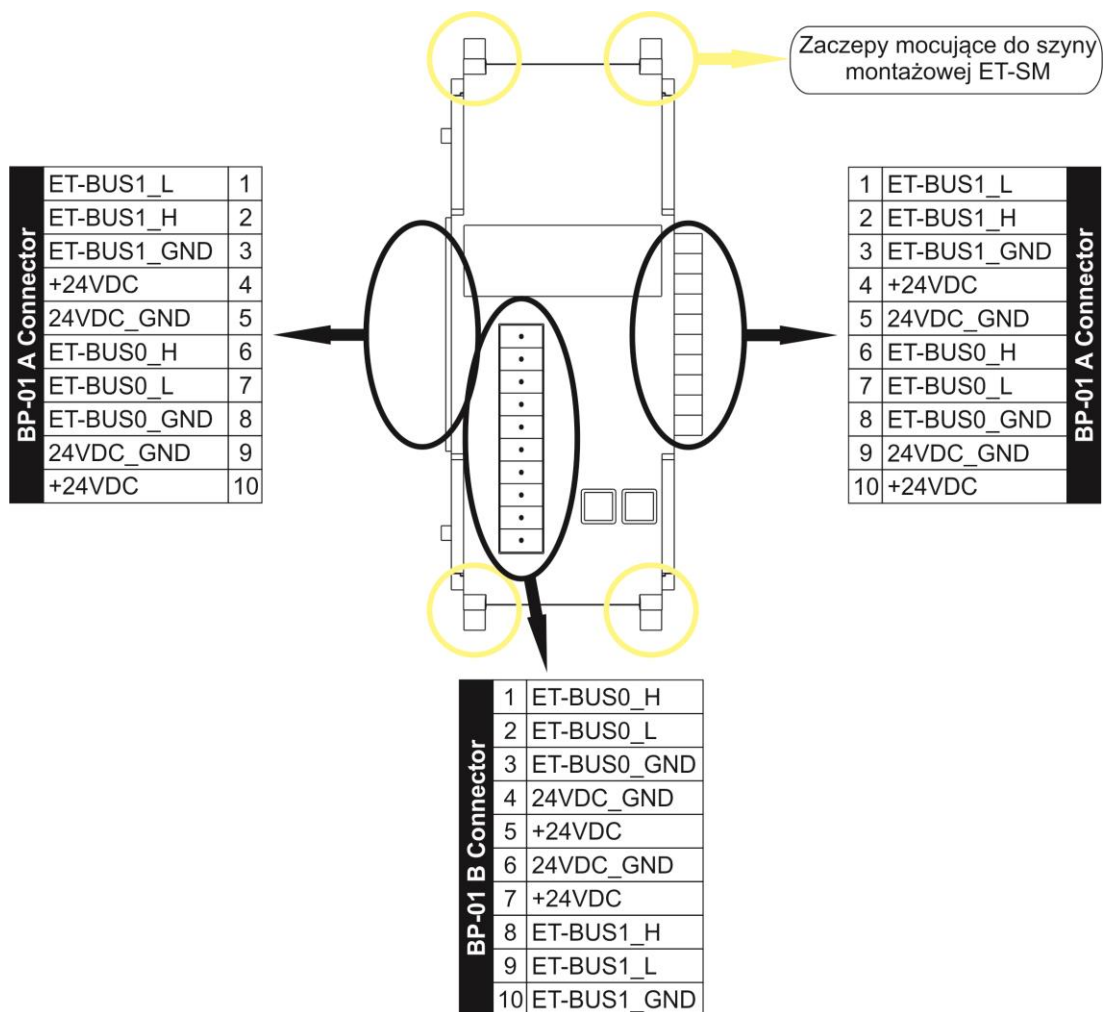 Zaczepy mocujące do szyny
montażowej ET-SM
BP-01 A Connector
ET-BUS1_L 1
ET-BUS1_H 2
ET-BUS1_GND 3
+24VDC 4
24VDC_GND 5
ET-BUS0_H 6
ET-BUS0_L 7
ET-BUS0_GND 8
24VDC_GND 9
+24VDC 10
1 ET-BUS1_L
2 ET-BUS1_H
3 ET-BUS1_GND
4 +24VDC
5 24VDC_GND
6 ET-BUS0_H
7 ET-BUS0_L
8 ET-BUS0_GND
9 24VDC_GND
10 +24VDC
BP-01 A Connector
BP-01 B Connector
1 ET-BUS0_H
2 ET-BUS0_L
3 ET-BUS0_GND
4 24VDC_GND
5 +24VDC
6 24VDC_GND
7 +24VDC
8 ET-BUS1_H
9 ET-BUS1_L
10 ET-BUS1_GND